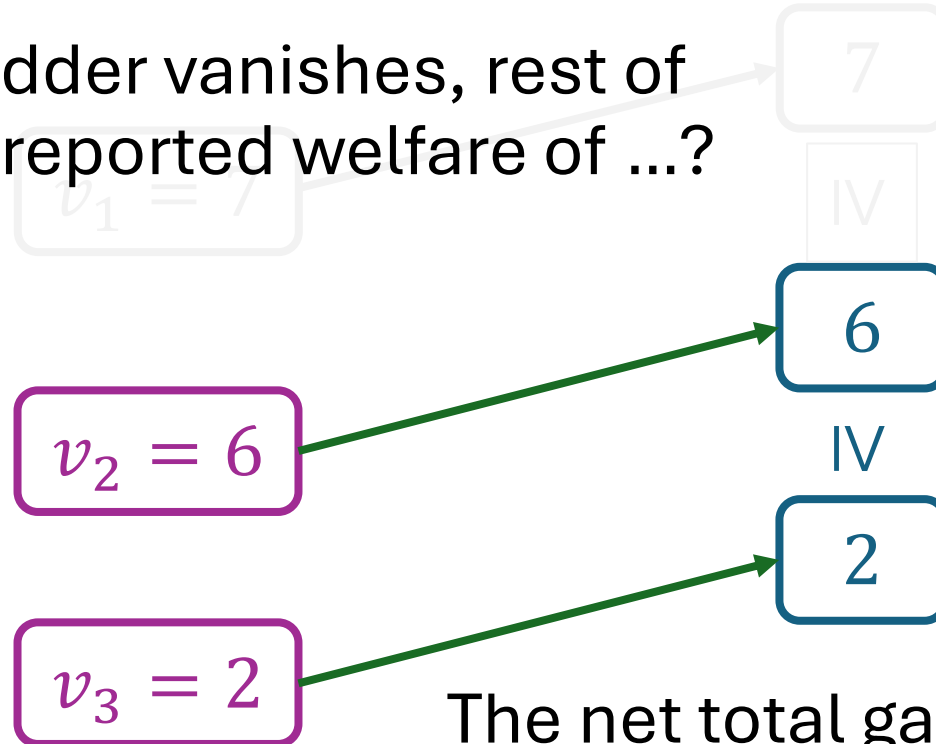 dder vanishes, rest of
7
reported welfare of ...?
v₁ = 7
IV
6
v₂ = 6
IV
2
v₃ = 2
The net total ga